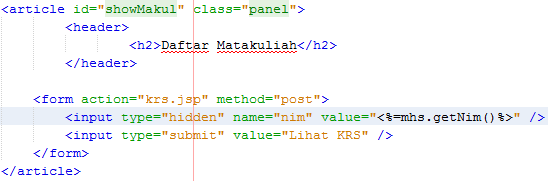 <article id="showMakul" class="panel">
<header>
<h2>Daftar Matakuliah</h2>
</header>
<form action="krs.jsp" method="post">
<input type="hidden" name="nim" value="<%=mhs.getNim()%>" />
<input type="submit" value="Lihat KRS" />
</form>
</article>